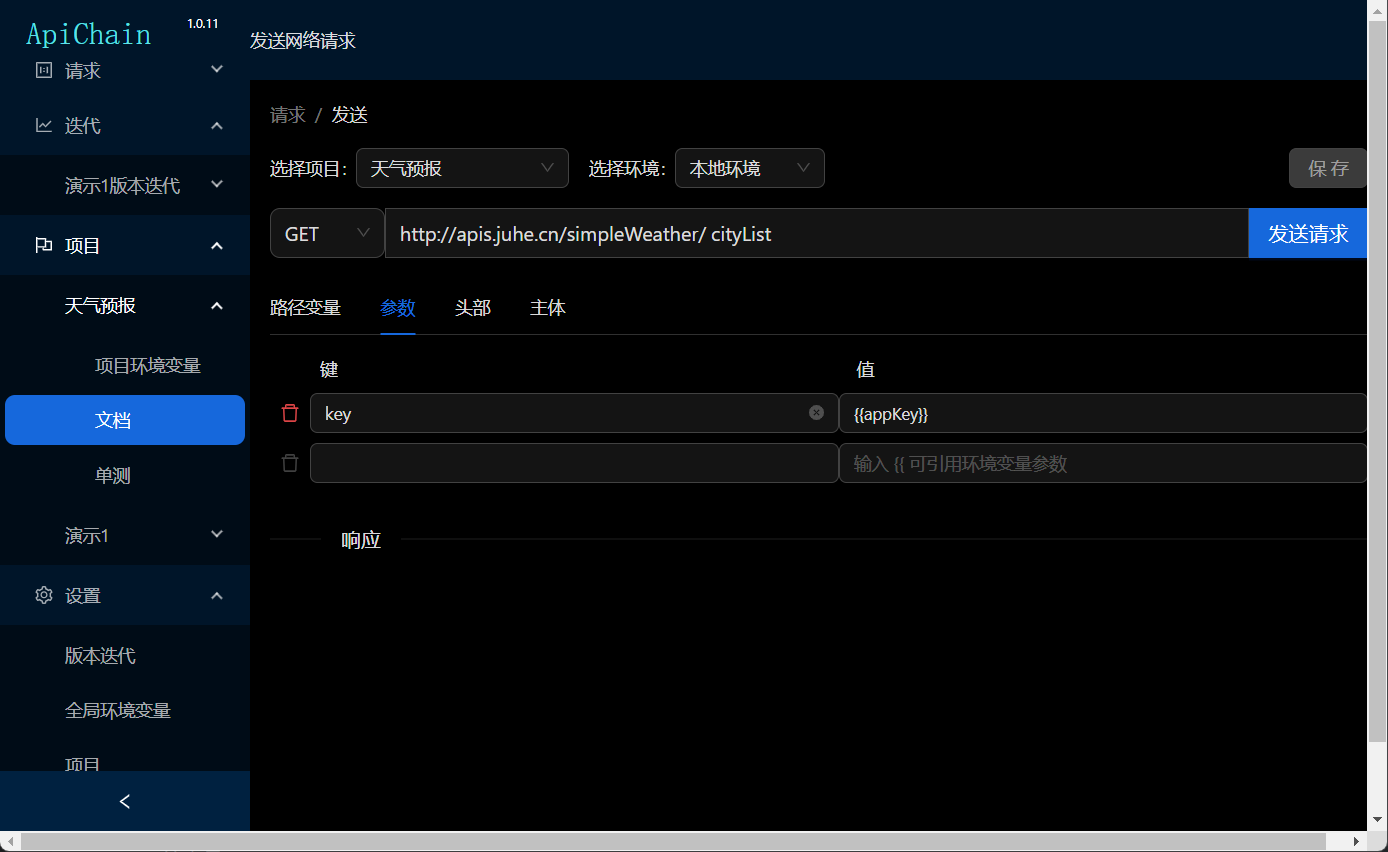 ApiChain 1.0.11
请求
迭代
演示1版本迭代
项目
天气预报
项目环境变量
文档
单测
演示1
设置
版本迭代
全局环境变量
项目
发送网络请求
请求 / 发送
选择项目: 天气预报 选择环境: 本地环境 保存
GET http://apis.juhe.cn/simpleWeather/ cityList 发送请求
路径变量 参数 头部 主体
键 值
key {{appKey}}
输入 {{ 可引用环境变量参数
响应